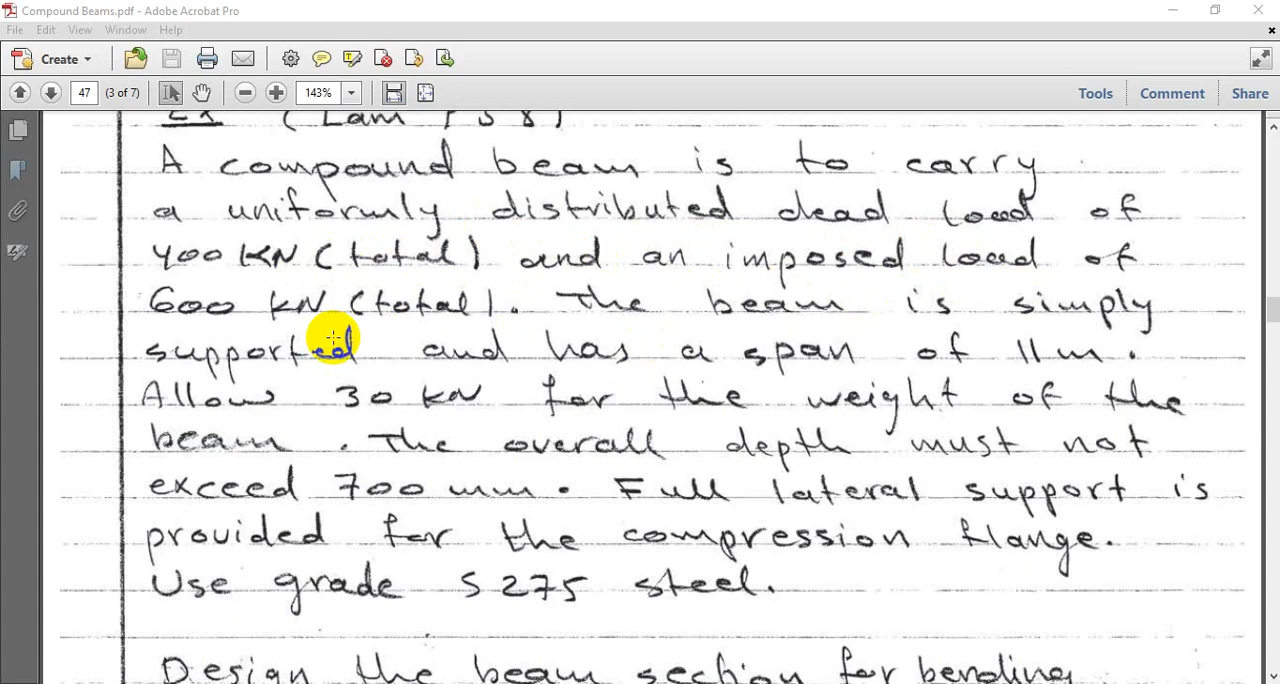 Compound Beams.pdf - Adobe Acrobat Pro
File Edit View Window Help
Create
47 (3 of 7) 143% Tools Comment Share
A compound beam is to carry
a uniformly distributed dead load of
400 KN (total) and an imposed load of
600 kN (total). The beam is simply
supported and has a span of 11m.
Allow 30 kN for the weight of the
beam. The overall depth must not
exceed 700 mm. Full lateral support is
provided for the compression flange.
Use grade S 275 steel.
Design the beam section for bending